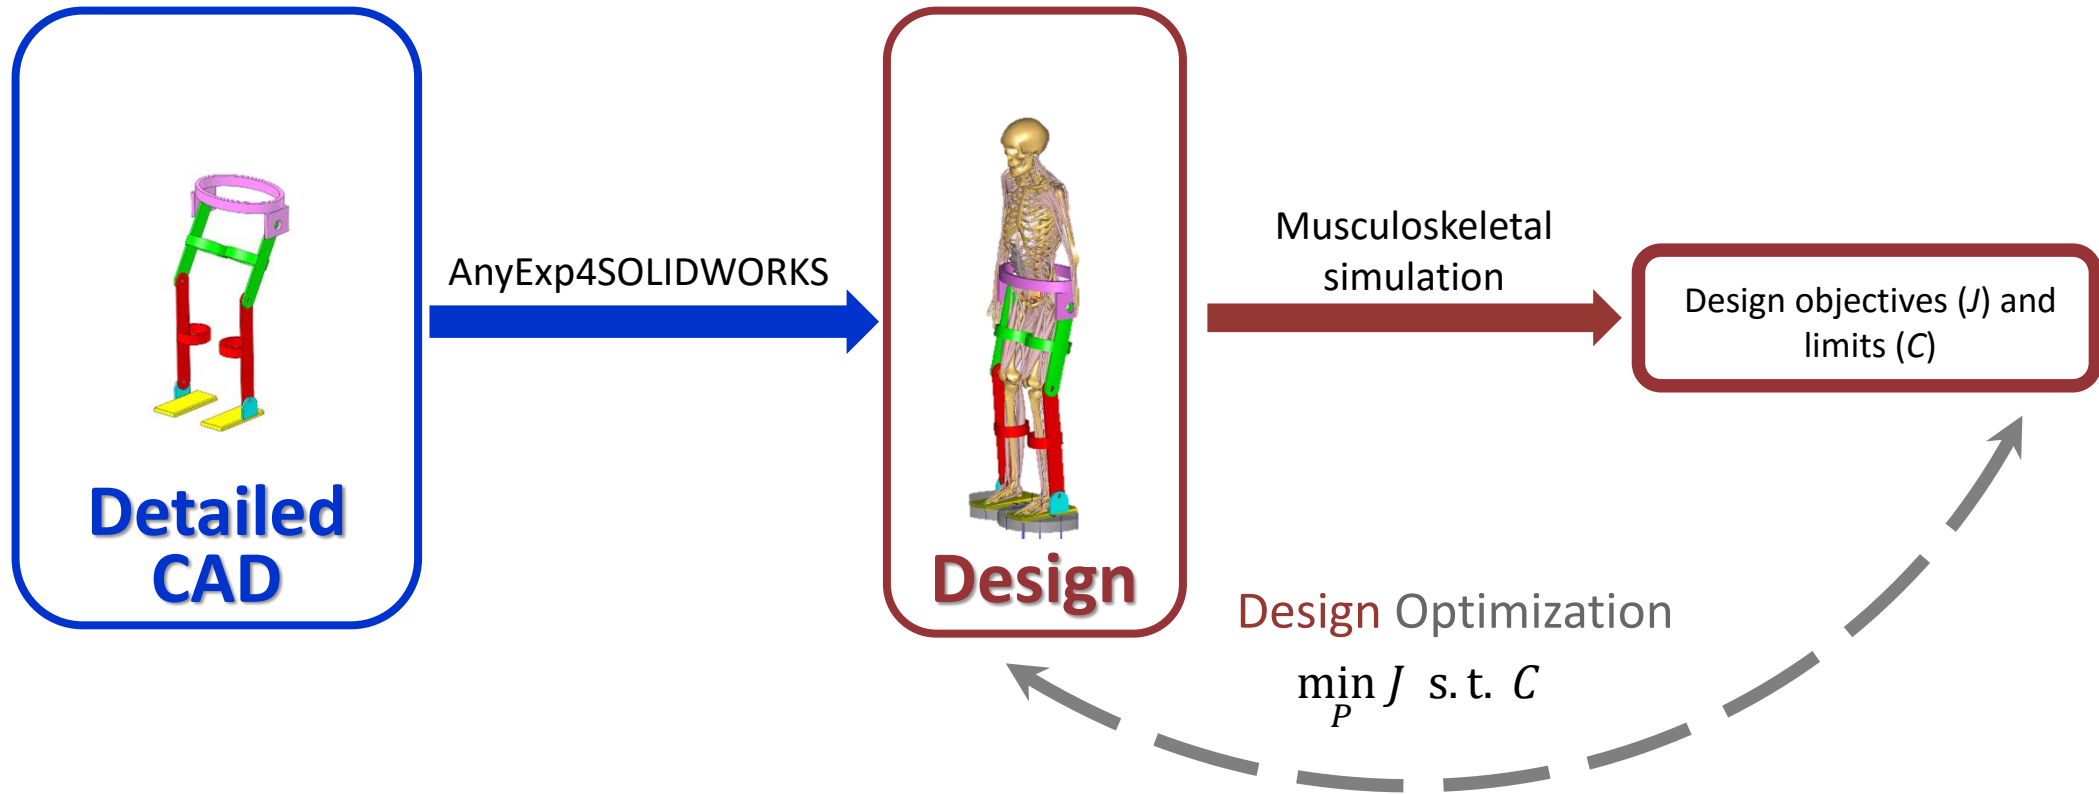 Detailed
CAD
AnyExp4SOLIDWORKS
Design
Musculoskeletal
simulation
Design objectives (J) and
limits (C)
Design Optimization
min J s.t. C
P